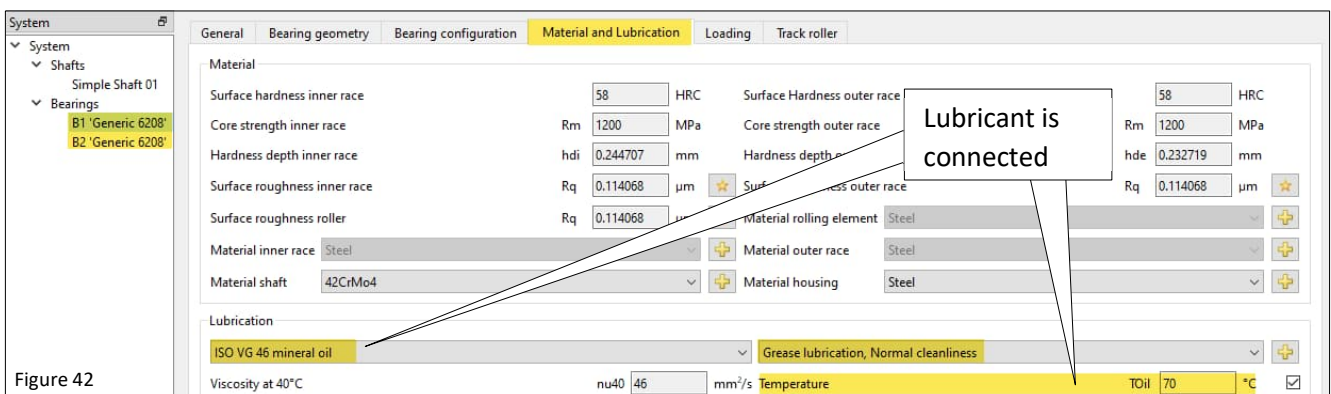 System
System
Shafts
Simple Shaft 01
Bearings
B1 'Generic 6208'
B2 'Generic 6208'
General Bearing geometry Bearing configuration Material and Lubrication Loading Track roller
Material
Surface hardness inner race 58 HRC Surface Hardness outer race 58 HRC
Core strength inner race Rm 1200 MPa Core strength outer race Rm 1200 MPa
Hardness depth inner race hdi 0.244707 mm Hardness depth hde 0.232719 mm
Surface roughness inner race Rq 0.114068 μm outer race Rq 0.114068 μm
Surface roughness roller Rq 0.114068 Material rolling element Steel
Material inner race Steel Material outer race Steel
Material shaft 42CrMo4 Material housing Steel
Lubricant is
connected
Lubrication
ISO VG 46 mineral oil Grease lubrication, Normal cleanliness
Viscosity at 40°C nu40 46 mm²/s Temperature TOil 70 °C
Figure 42